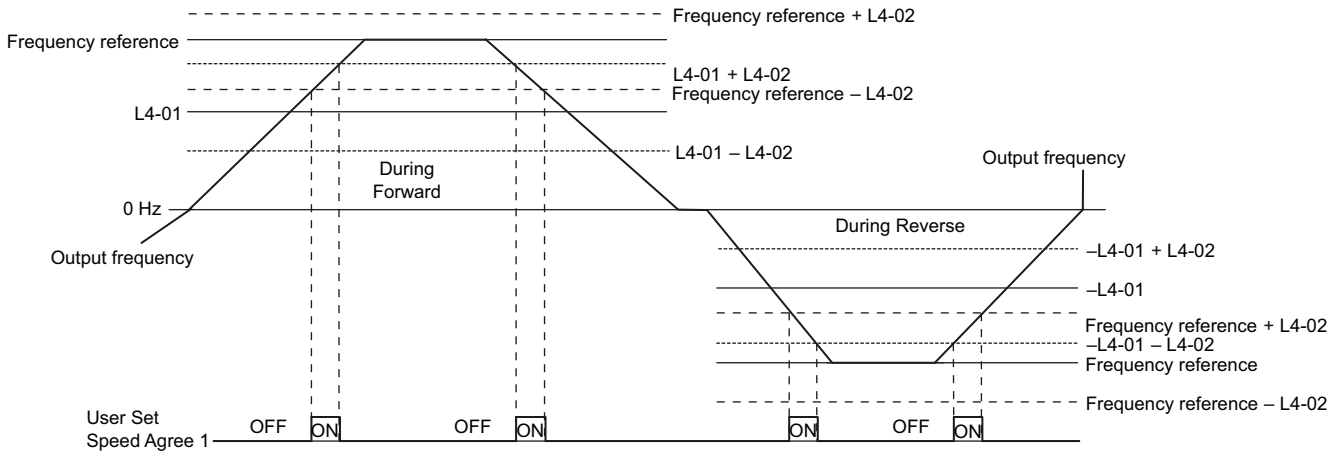 Frequency reference + L4-02
Frequency reference
L4-01 + L4-02
Frequency reference – L4-02
L4-01
L4-01 – L4-02
During
Forward
Output frequency
0 Hz
During Reverse
Output frequency
–L4-01 + L4-02
–L4-01
Frequency reference + L4-02
–L4-01 – L4-02
Frequency reference
Frequency reference – L4-02
User Set
Speed Agree 1
OFF
ON
OFF
ON
ON
OFF
ON